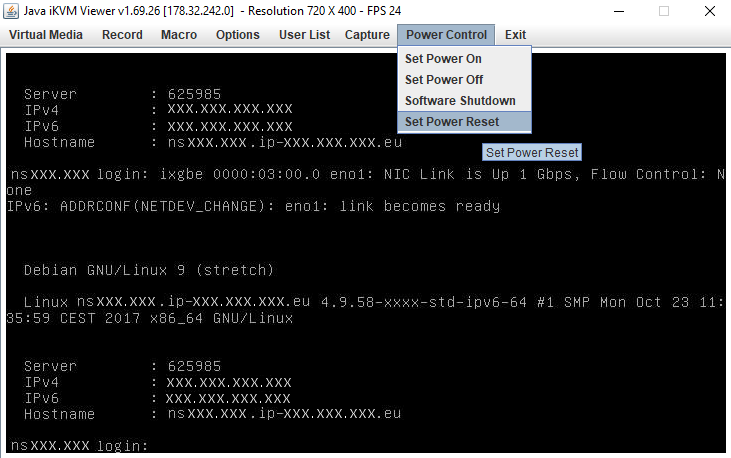 Java iKVM Viewer v1.69.26 [178.32.242.0] - Resolution 720 X 400 - FPS 24
Virtual Media Record Macro Options User List Capture Power Control Exit
Set Power On
Set Power Off
Software Shutdown
Set Power Reset
Set Power Reset
Server : 625985
IPv4 : XXX.XXX.XXX.XXX
IPv6 : XXX.XXX.XXX.XXX
Hostname : nsXXX.XXX.ip-XXX.XXX.XXX.eu
nsXXX.XXX login: ixgbe 0000:03:00.0 eno1: NIC Link is Up 1 Gbps, Flow Control: N
one
IPv6: ADDRCONF(NETDEV_CHANGE): eno1: link becomes ready
Debian GNU/Linux 9 (stretch)
Linux nsXXX.XXX.ip-XXX.XXX.XXX.eu 4.9.58-xxxx-std-ipv6-64 #1 SMP Mon Oct 23 11:
35:59 CEST 2017 x86_64 GNU/Linux
Server : 625985
IPv4 : XXX.XXX.XXX.XXX
IPv6 : XXX.XXX.XXX.XXX
Hostname : nsXXX.XXX.ip-XXX.XXX.XXX.eu
nsXXX.XXX login: